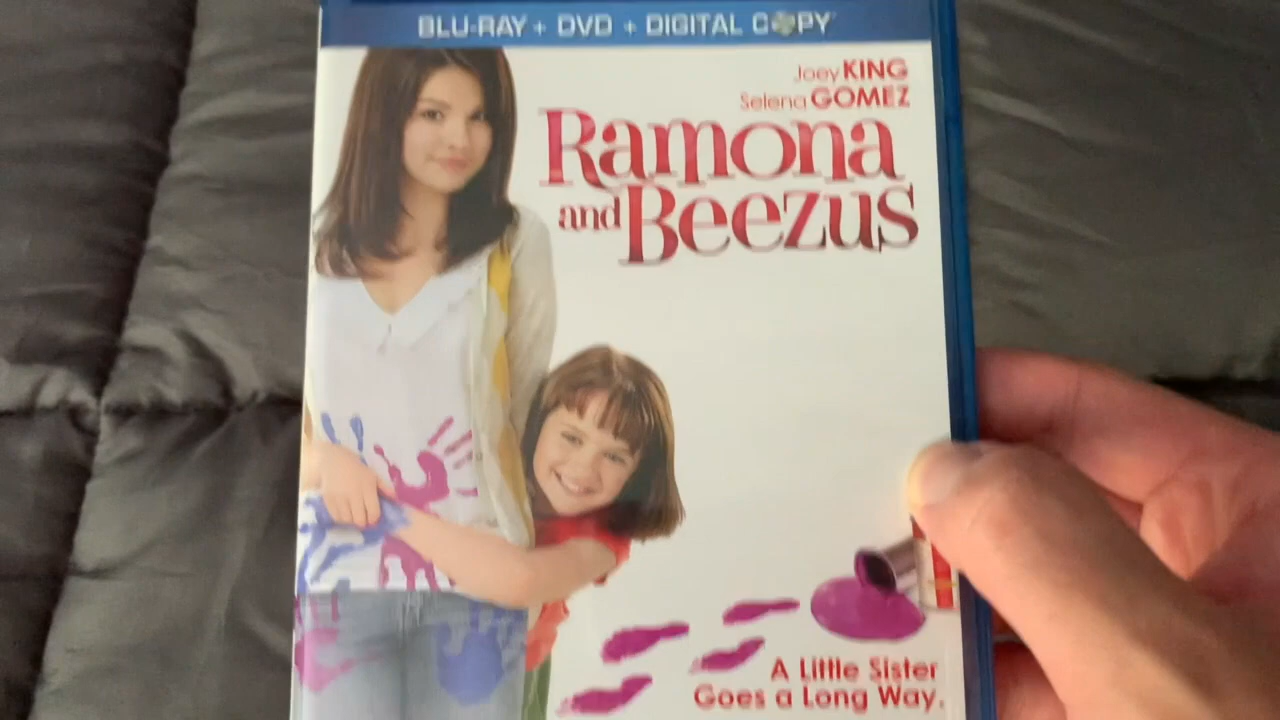 BLU-RAY + DVD + DIGITAL COPY
Joey KING
Selena GOMEZ
Ramona
and Beezus
A Little Sister
Goes a Long Way.